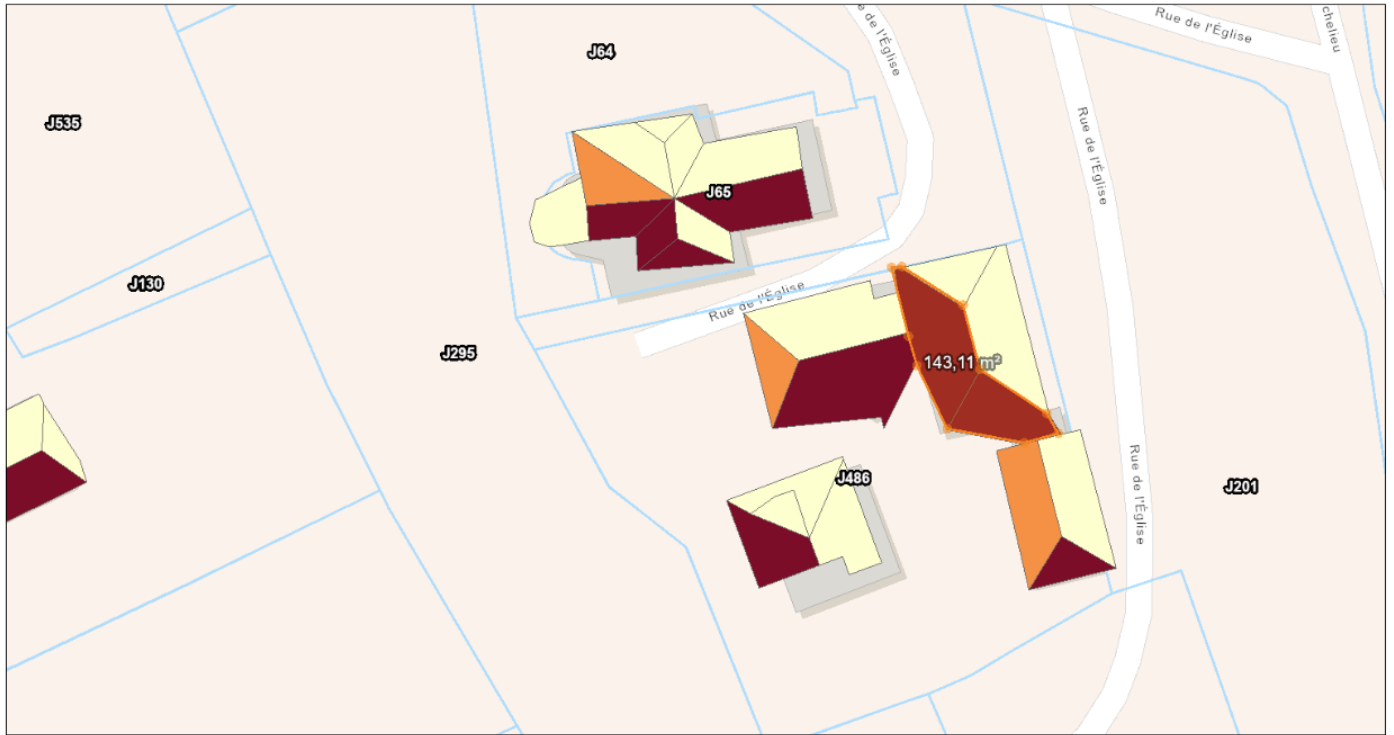 Rue de l'Église
chelieu
e de l'Église
J64
J535
Rue de l'Église
J65
J130
Rue de l'Église
J295
143,11 m²
J486
J201
Rue de l'Église